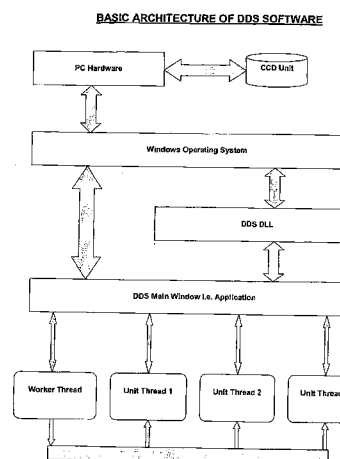 BASIC ARCHITECTURE OF DDS SOFTWARE
PC Hardware
CCD Unit
Windows Operating System
DDS DLL
DDS Main Window i.e. Application
Worker Thread
Unit Thread 1
Unit Thread 2
Unit Threa